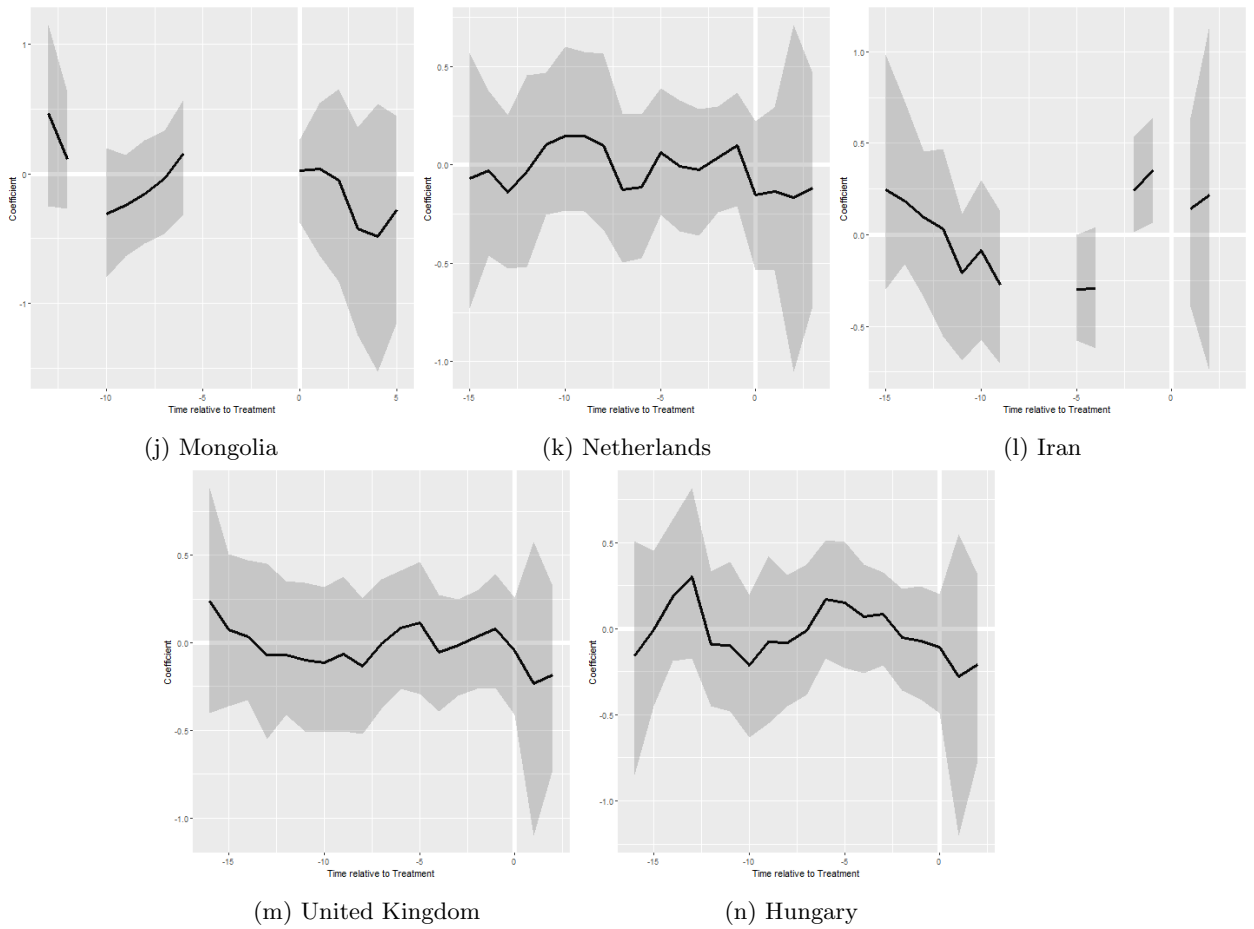 1
0
-1
Coefficient
-10
-5
0
5
Time relative to Treatment
(j) Mongolia
0.5
0.0
-0.5
-1.0
Coefficient
-15
-10
-5
0
Time relative to Treatment
(k) Netherlands
1.0
0.5
0.0
-0.5
Coefficient
-15
-10
-5
0
Time relative to Treatment
(l) Iran
0.5
0.0
-0.5
-1.0
Coefficient
-15
-10
-5
0
Time relative to Treatment
(m) United Kingdom
0.5
0.0
-0.5
-1.0
Coefficient
-15
-10
-5
0
Time relative to Treatment
(n) Hungary